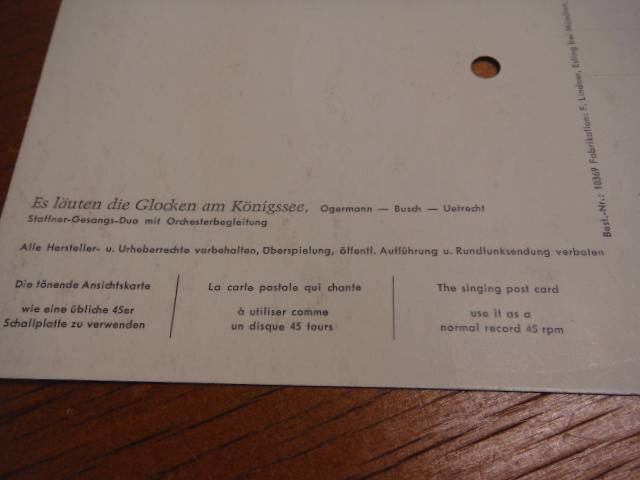 Es läuten die Glocken am Königssee, Ogermann — Busch — Uetrecht
Staffner-Gesangs-Duo mit Orchesterbegleitung
Alle Hersteller- u. Urheberrechte vorbehalten, Überspielung, öffentl. Aufführung u. Rundfunksendung verboten
Die tönende Ansichtskarte
wie eine übliche 45er
Schallplatte zu verwenden
La carte postale qui chante
à utiliser comme
un disque 45 tours
The singing post card
use it as a
normal record 45 rpm
Best.-Nr.: 10369 Fabrikation: F. Lindner, Esting bei München,